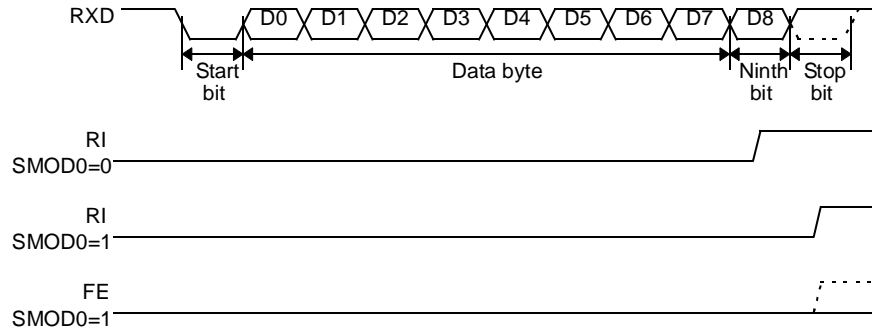 RXD D0 D1 D2 D3 D4 D5 D6 D7 D8
Start bit
Data byte
Ninth bit
Stop bit
RI
SMOD0=0
RI
SMOD0=1
FE
SMOD0=1